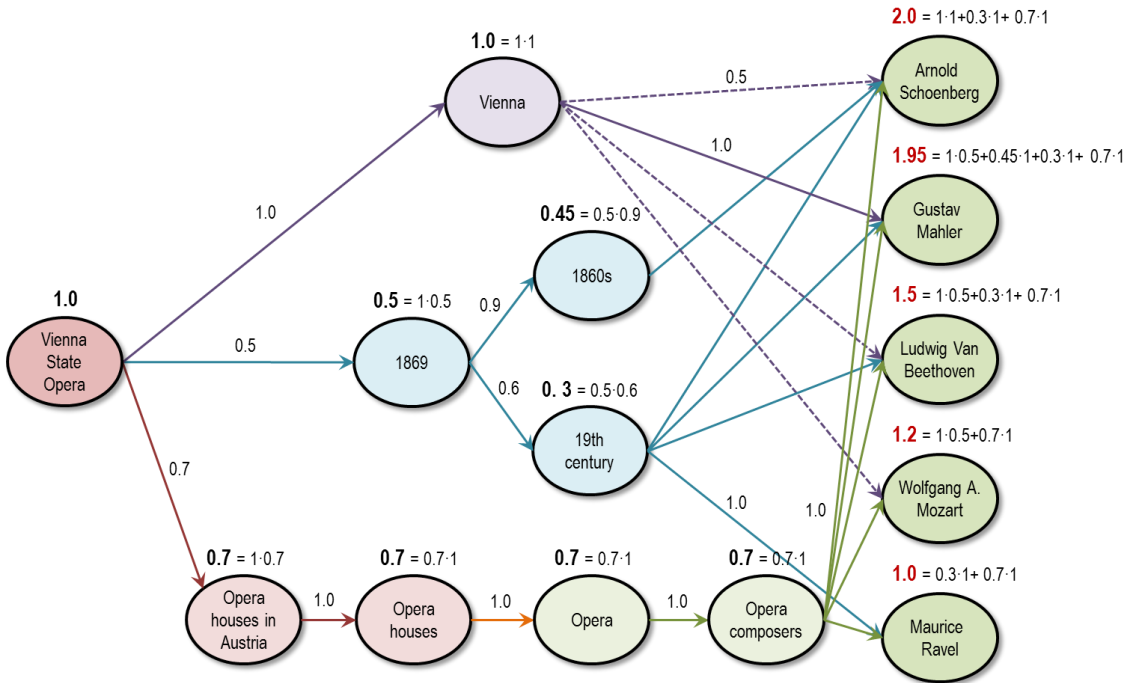 2.0 = 1·1+0.3·1+ 0.7·1
Arnold
Schoenberg
1.0 = 1·1
Vienna
0.5
1.0
1.95 = 1·0.5+0.45·1+0.3·1+ 0.7·1
Gustav
Mahler
1.0
0.45 = 0.5·0.9
1860s
1.0
Vienna
State
Opera
0.5
0.5 = 1·0.5
1869
0.9
0.6
0. 3 = 0.5·0.6
19th
century
1.5 = 1·0.5+0.3·1+ 0.7·1
Ludwig Van
Beethoven
1.2 = 1·0.5+0.7·1
Wolfgang A.
Mozart
0.7
1.0
1.0
0.7 = 1·0.7
Opera
houses in
Austria
1.0
0.7 = 0.7·1
Opera
houses
1.0
0.7 = 0.7·1
Opera
1.0
0.7 = 0.7·1
Opera
composers
1.0 = 0.3·1+ 0.7·1
Maurice
Ravel